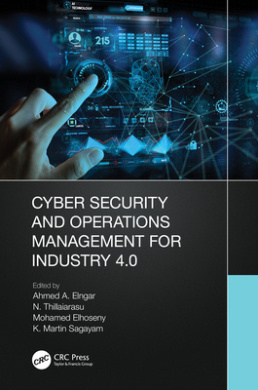 215
CYBER SECURITY
AND OPERATIONS
MANAGEMENT FOR
INDUSTRY 4.0
Edited by
Ahmed A. Elngar
N. Thillaiarasu
Mohamed Elhoseny
K. Martin Sagayam
CRC
CRC Press
Taylor & Francis Group